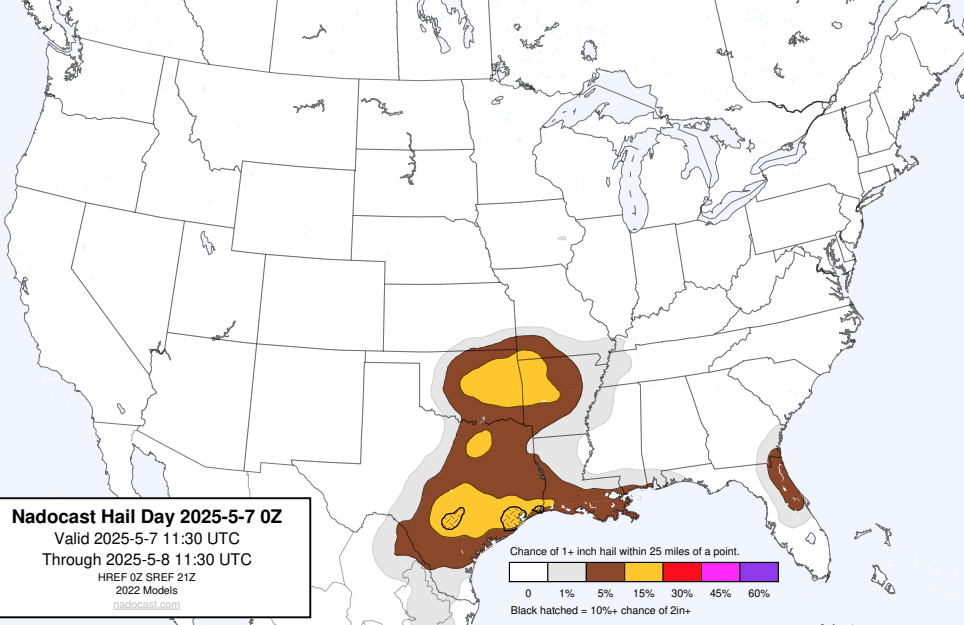 Nadocast Hail Day 2025-5-7 0Z
Valid 2025-5-7 11:30 UTC
Through 2025-5-8 11:30 UTC
HREF 0Z SREF 21Z
2022 Models
nadocast.com
Chance of 1+ inch hail within 25 miles of a point.
0 1% 5% 15% 30% 45% 60%
Black hatched = 10%+ chance of 2in+